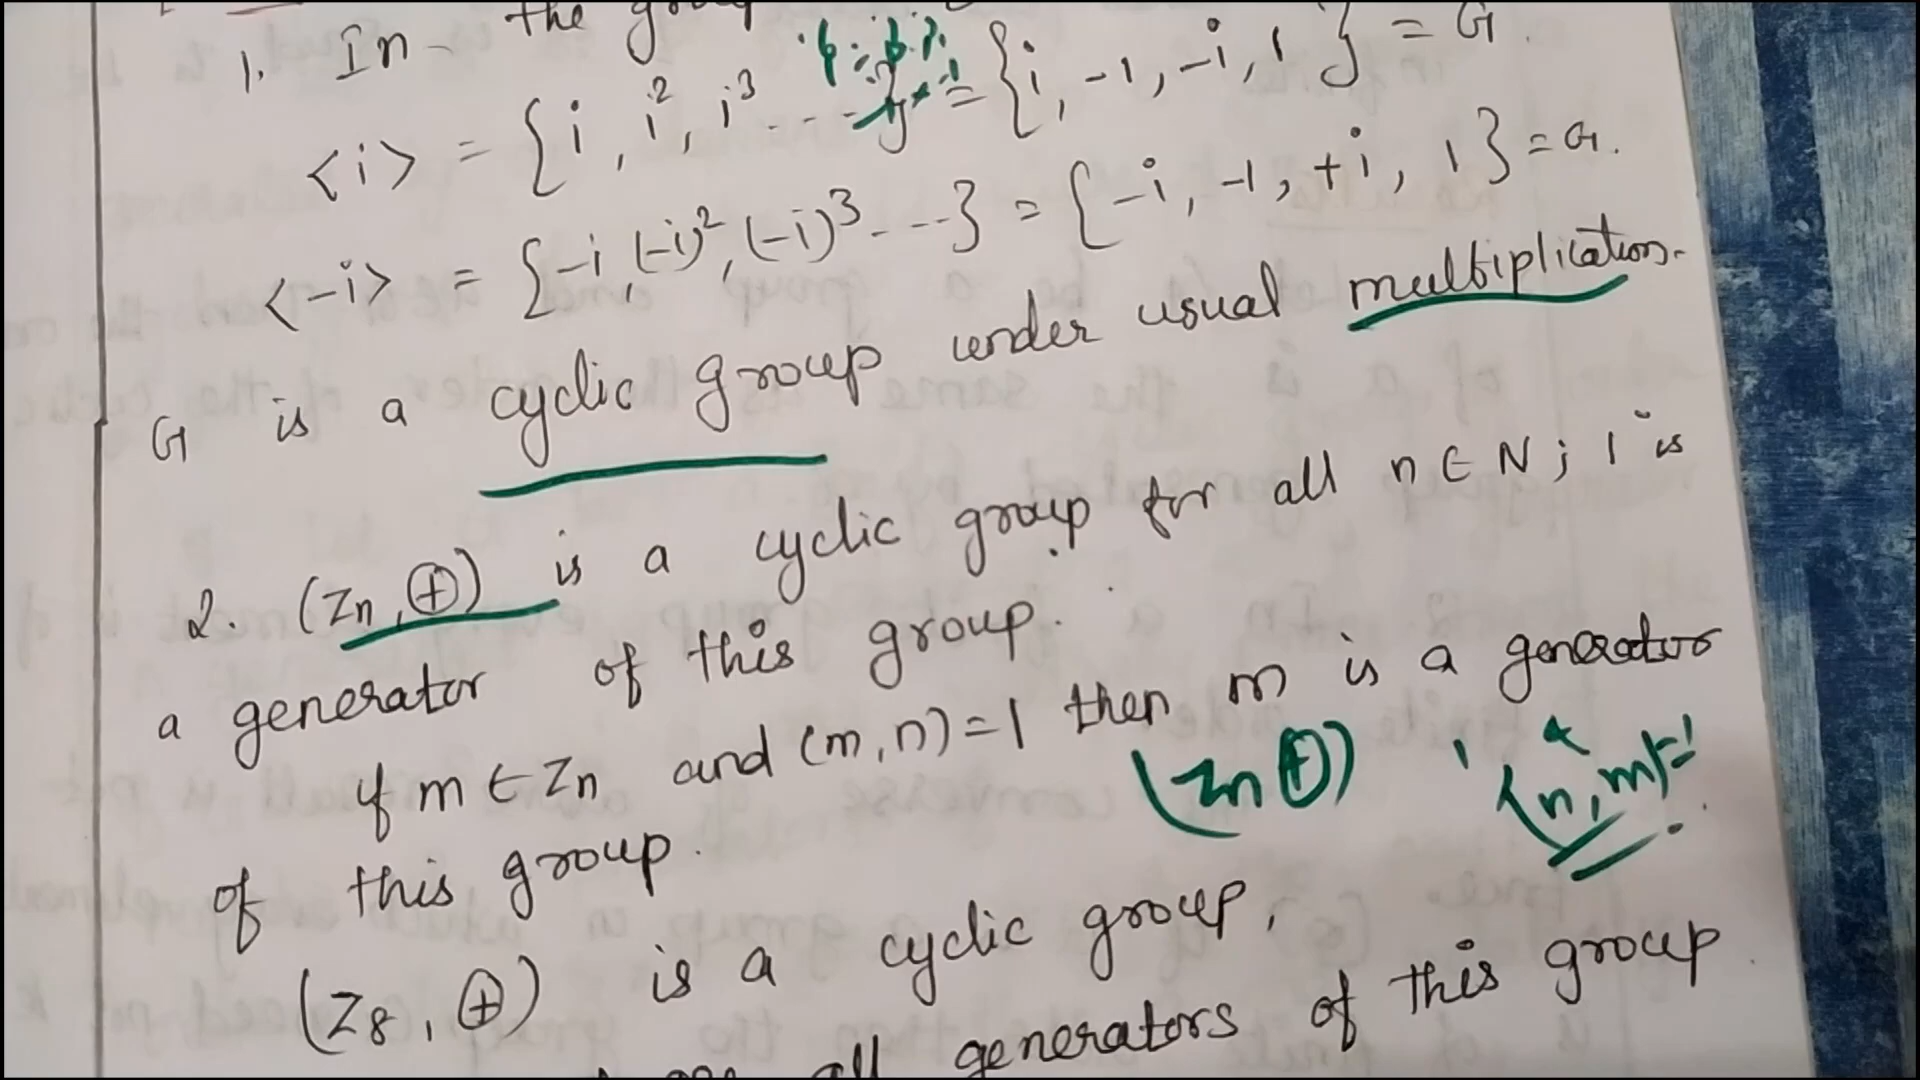 1. In the
<i> = {i, i², i³ - - - } = {i, -1, -i, 1} = G.
<-i> = {-i, (-i)², (-i)³ - - - } = {-i, -1, +i, 1} = G.
G is a cyclic group under usual multiplication.
2. (Zn, ⊕) is a cyclic group for all n ∈ N; 1 is
a generator of this group.
if m ∈ Zn and (m, n) = 1 then m is a generator
(Zn ⊕) (n, m) = 1
of this group.
(Z8, ⊕) is a cyclic group,
all generators of this group